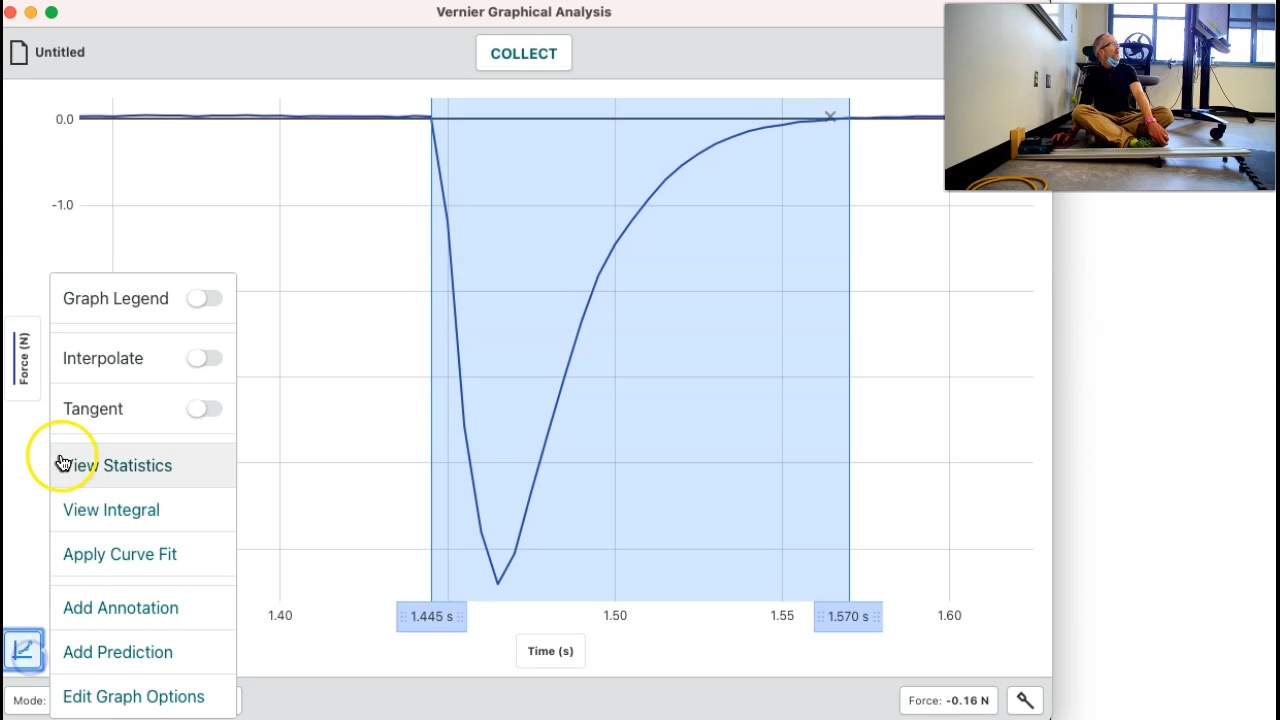 Vernier Graphical Analysis
Untitled
COLLECT
0.0
-1.0
Force (N)
Graph Legend
Interpolate
Tangent
View Statistics
View Integral
Apply Curve Fit
Add Annotation
Add Prediction
Edit Graph Options
1.40
1.445 s
1.50
1.55
1.570 s
1.60
Time (s)
Mode:
Force: -0.16 N